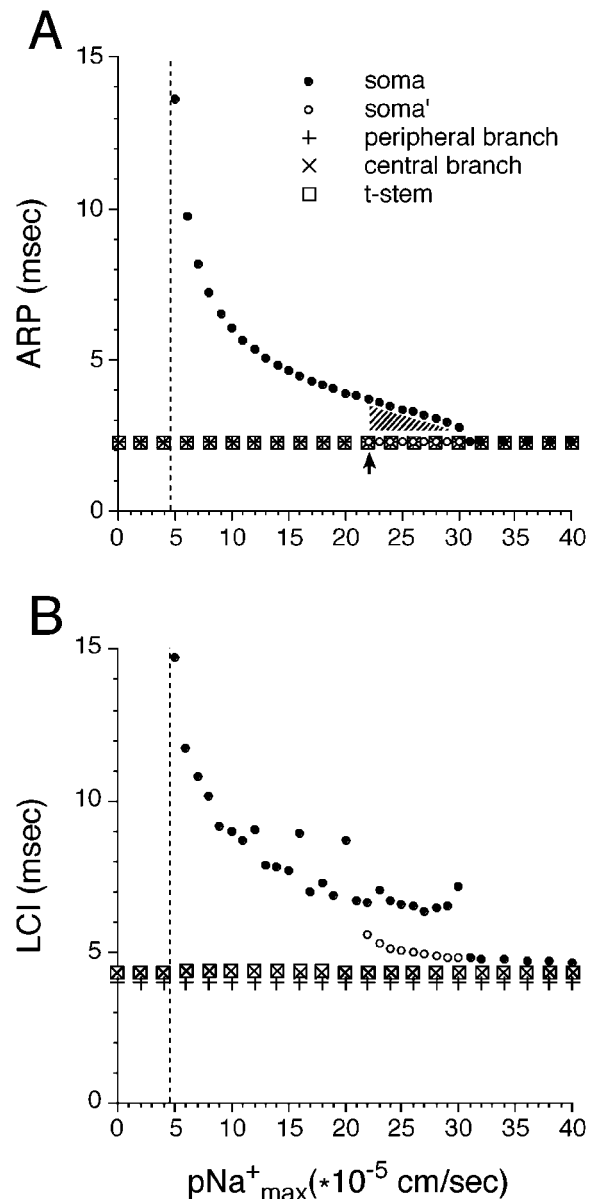 A
15
10
5
0
ARP (msec)
soma
soma'
peripheral branch
central branch
t-stem
0 5 10 15 20 25 30 35 40
B
15
10
5
0
LCI (msec)
0 5 10 15 20 25 30 35 40
pNa+max(*10-5 cm/sec)